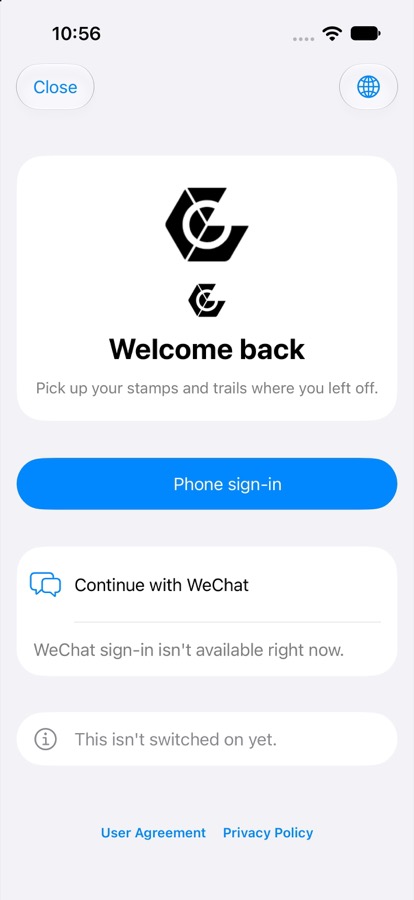 10:56
Close
Welcome back
Pick up your stamps and trails where you left off.
Phone sign-in
Continue with WeChat
WeChat sign-in isn't available right now.
This isn't switched on yet.
User Agreement Privacy Policy